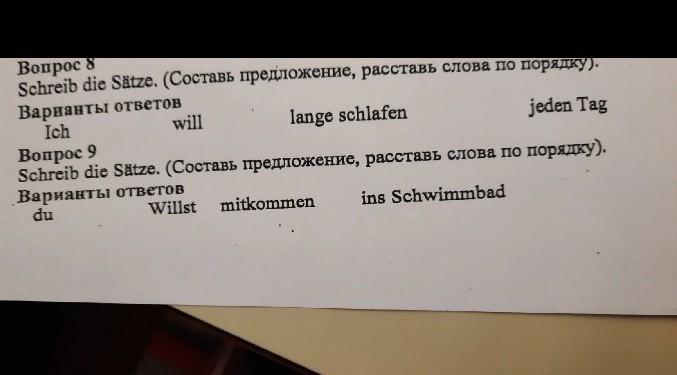 Вопрос 8
Schreib die Sätze. (Составь предложение, расставь слова по порядку).
Варианты ответов
Ich will lange schlafen jeden Tag
Вопрос 9
Schreib die Sätze. (Составь предложение, расставь слова по порядку).
Варианты ответов
du Willst mitkommen ins Schwimmbad